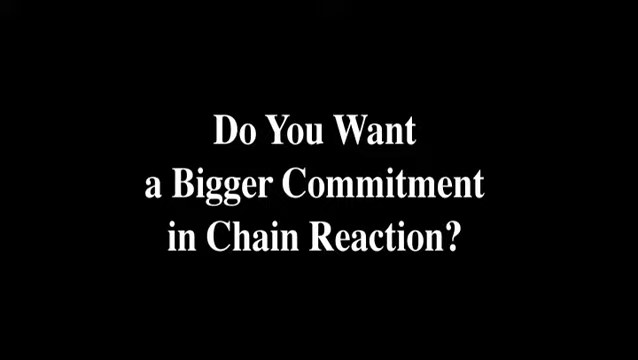 Do You Want
a Bigger Commitment
in Chain Reaction?